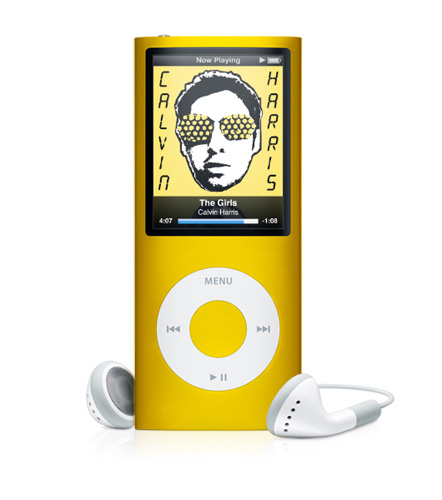 Now Playing
CALVIN
HARRIS
The Girls
Calvin Harris
4:07 -1:08
MENU